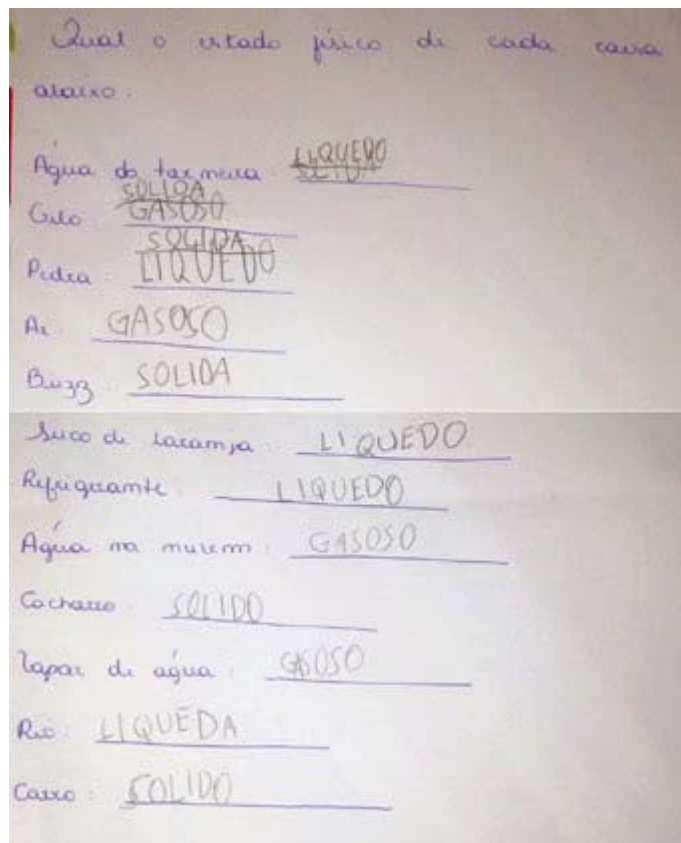 Qual o estado físico de cada causa
abaixo.
Água da torneira: LIQUEDO
Gelo: SOLIDA GASOSO
Pedra: SOLIDA LIQUEDO
Ar: GASOSO
Buzz: SOLIDA
Suco de laranja: LIQUEDO
Refrigerante: LIQUEDO
Água na nuvem: GASOSO
Cachorro: SOLIDO
Vapor de água: GASOSO
Rio: LIQUEDA
Carro: SOLIDO